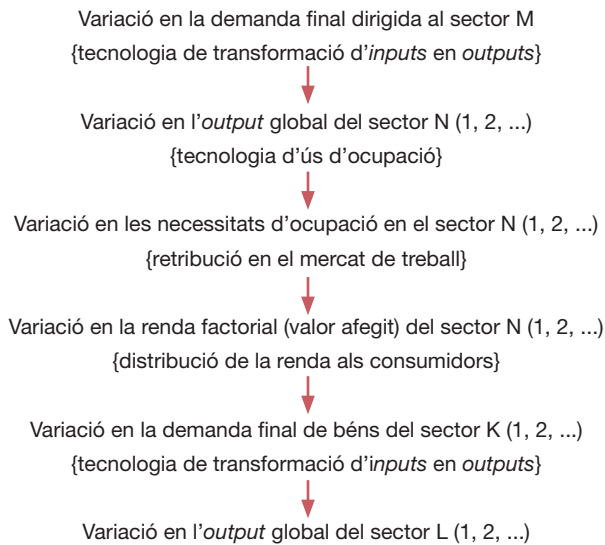 Variació en la demanda final dirigida al sector M
{tecnologia de transformació d’inputs en outputs}
Variació en l’output global del sector N (1, 2, ...)
{tecnologia d’ús d’ocupació}
Variació en les necessitats d’ocupació en el sector N (1, 2, ...)
{retribució en el mercat de treball}
Variació en la renda factorial (valor afegit) del sector N (1, 2, ...)
{distribució de la renda als consumidors}
Variació en la demanda final de béns del sector K (1, 2, ...)
{tecnologia de transformació d’inputs en outputs}
Variació en l’output global del sector L (1, 2, ...)